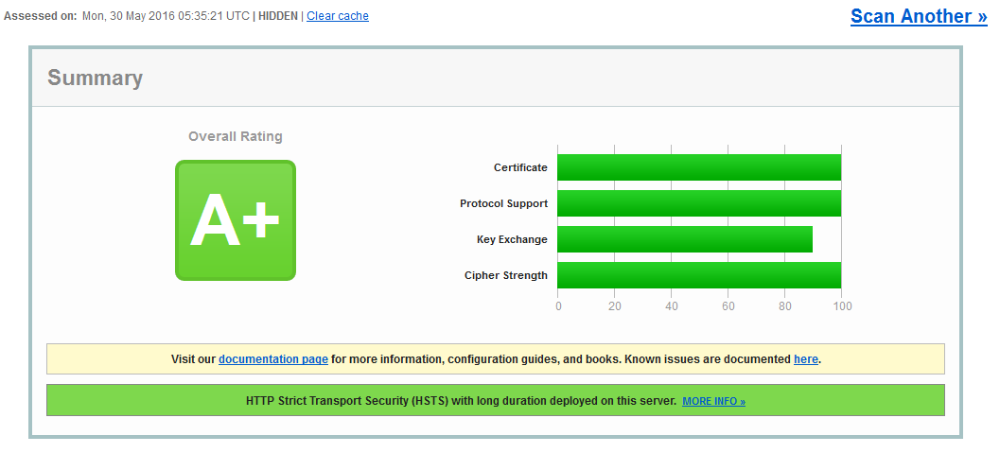 Assessed on: Mon, 30 May 2016 05:35:21 UTC | HIDDEN | Clear cache
Scan Another »
Summary
Overall Rating
A+
Certificate
Protocol Support
Key Exchange
Cipher Strength
0 20 40 60 80 100
Visit our documentation page for more information, configuration guides, and books. Known issues are documented here.
HTTP Strict Transport Security (HSTS) with long duration deployed on this server. MORE INFO »